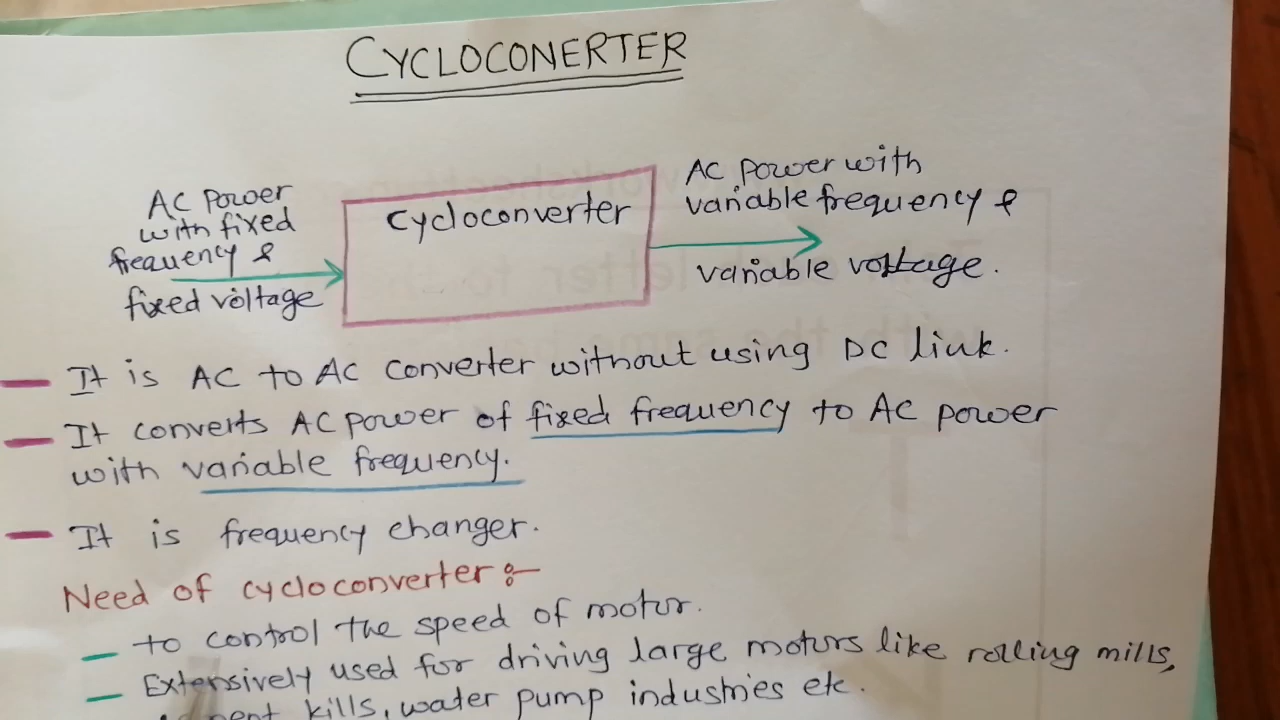 CYCLOCONERTER
AC Power
with fixed
frequency &
fixed voltage
Cycloconverter
AC Power with
variable frequency &
variable voltage.
— It is AC to AC Converter without using DC link.
— It converts AC power of fixed frequency to AC power
with variable frequency.
— It is frequency changer.
Need of cycloconverter :-
— to control the speed of motor.
— Extensively used for driving large motors like rolling mills,
kills, water pump industries etc.